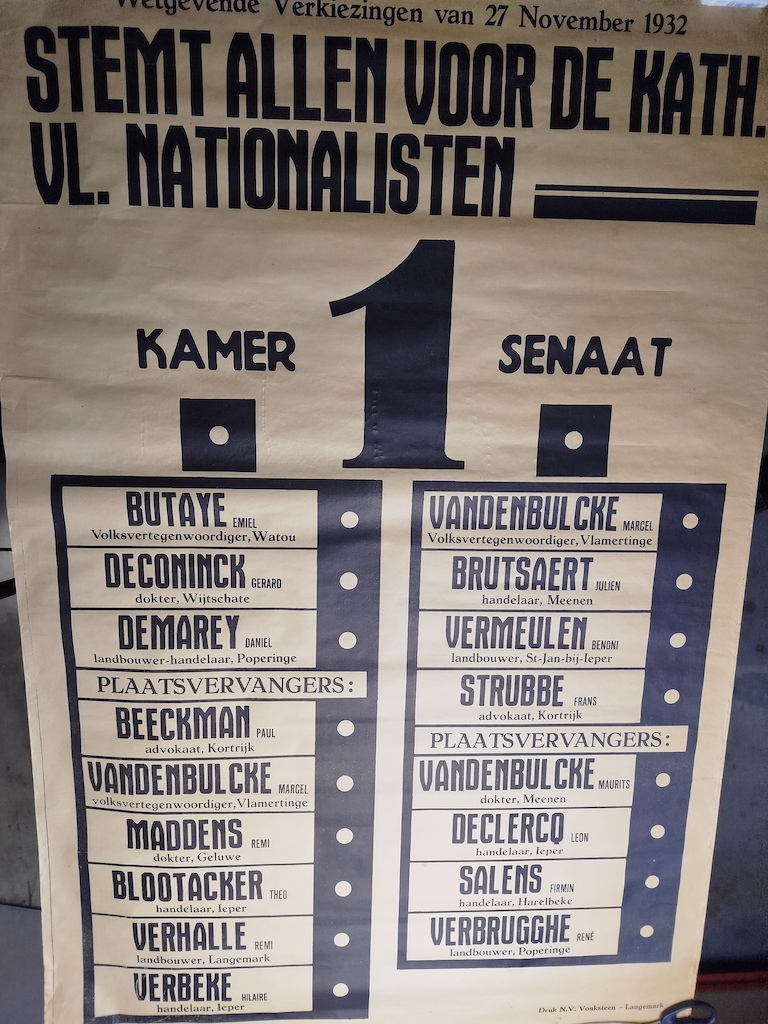 Wetgevende Verkiezingen van 27 November 1932
STEMT ALLEN VOOR DE KATH.
VL. NATIONALISTEN
1
KAMER
SENAAT
BUTAYE EMIEL
Volksvertegenwoordiger, Watou
DECONINCK GERARD
dokter, Wijtschate
DEMAREY DANIEL
landbouwer-handelaar, Poperinge
PLAATSVERVANGERS:
BEECKMAN PAUL
advokaat, Kortrijk
VANDENBULCKE MARCEL
volksvertegenwoordiger, Vlamertinge
MADDENS REMI
dokter, Geluwe
BLOOTACKER THEO
handelaar, Ieper
VERHALLE REMI
landbouwer, Langemark
VERBEKE HILAIRE
handelaar, Ieper
VANDENBULCKE MARCEL
Volksvertegenwoordiger, Vlamertinge
BRUTSAERT JULIEN
handelaar, Meenen
VERMEULEN BENONI
landbouwer, St-Jan-bij-Ieper
STRUBBE FRANS
advokaat, Kortrijk
PLAATSVERVANGERS:
VANDENBULCKE MAURITS
dokter, Meenen
DECLERCQ LEON
handelaar, Ieper
SALENS FIRMIN
handelaar, Harelbeke
VERBRUGGHE RENÉ
landbouwer, Poperinge
Druk N.V. Vonksteen - Langemark